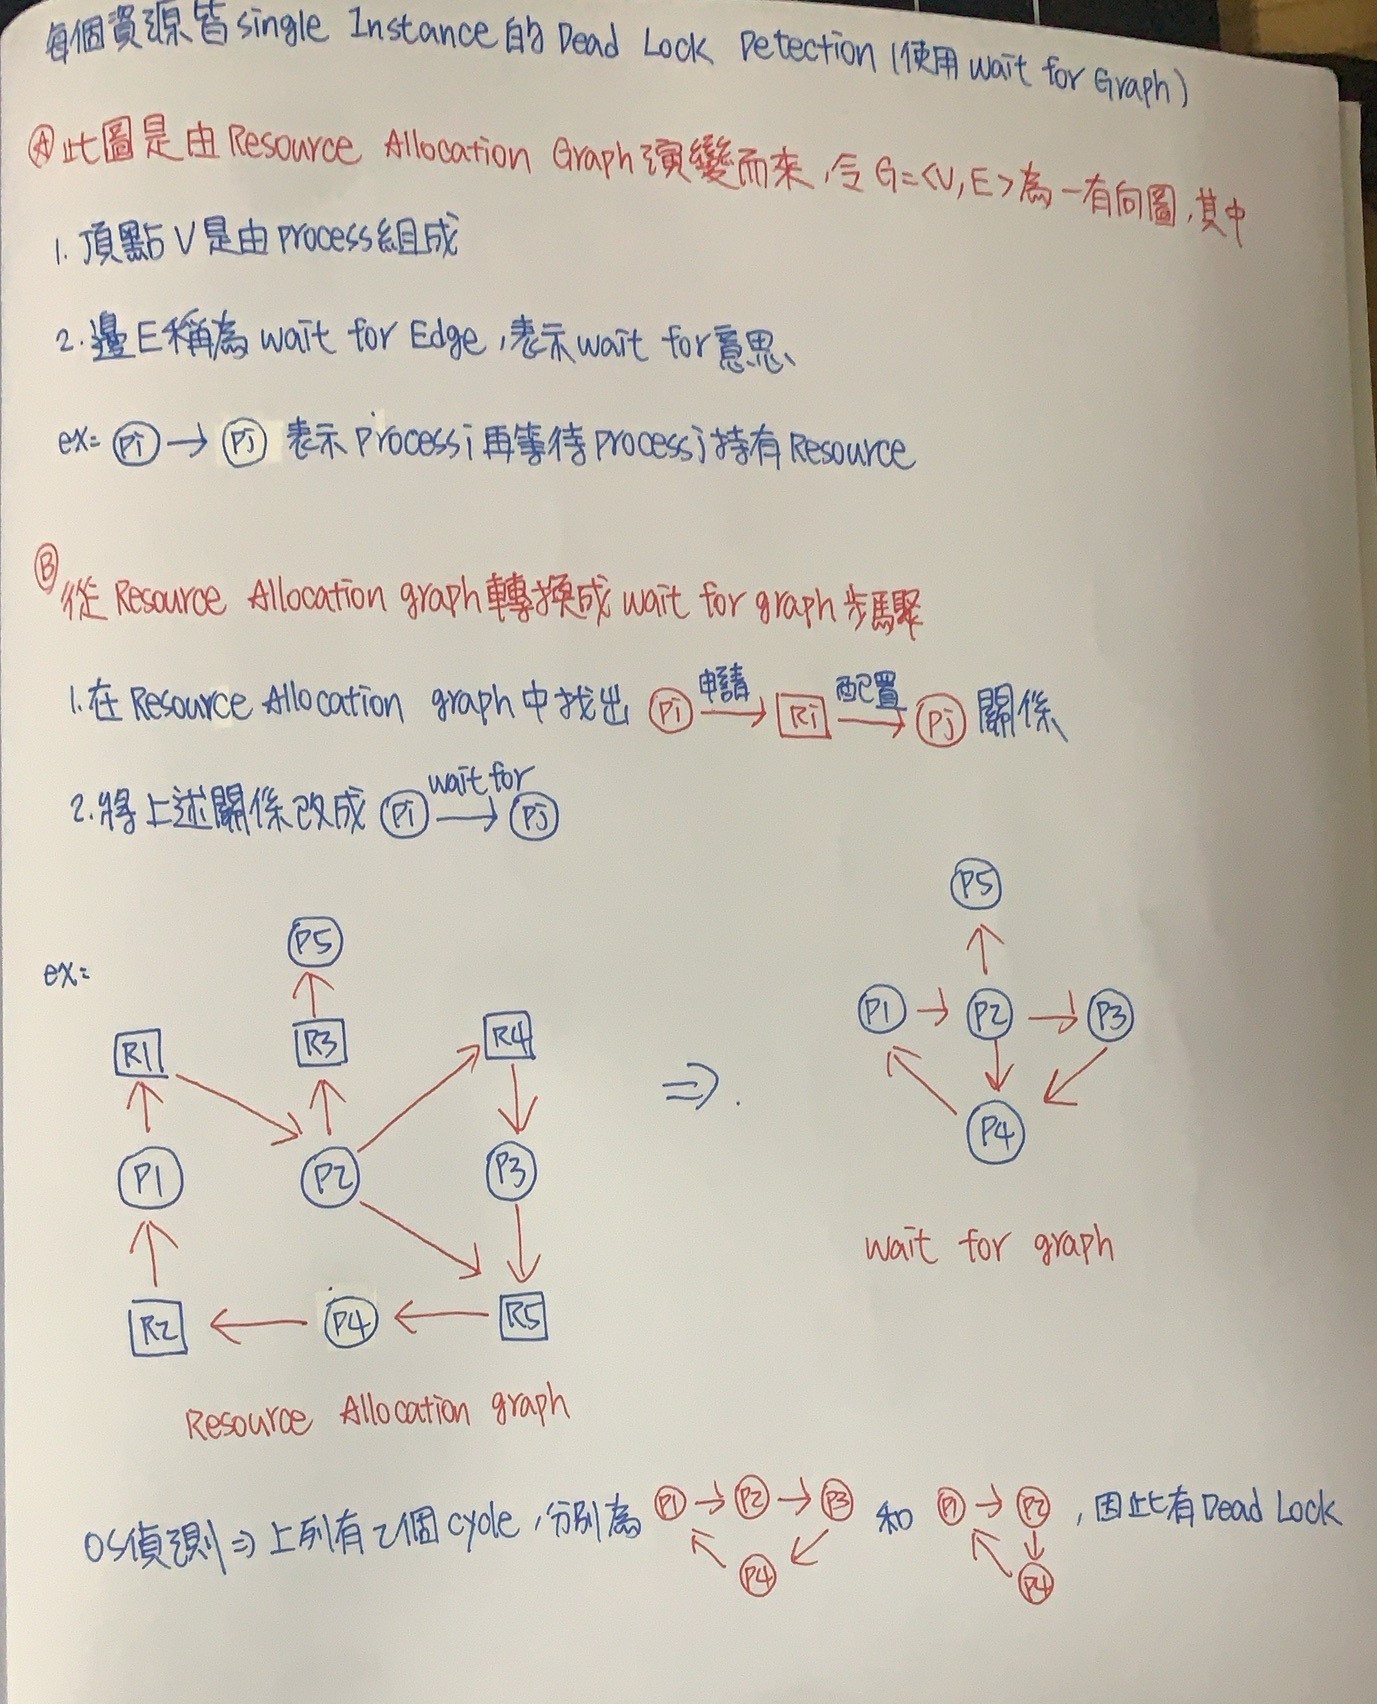 每個資源皆single Instance的Dead Lock Detection(使用wait for Graph)
Ⓐ此圖是由Resource Allocation Graph演變而來,令G=<V,E>為一有向圖,其中
1.頂點V是由process組成
2.邊E稱為wait for Edge,表示wait for意思、
ex= Pi → Pj 表示processi再等待processj持有Resource
Ⓑ從Resource Allocation graph轉換成wait for graph步驟
1.在Resource Allocation graph中找出 Pi 申請→ Ri 配置→ Pj 關係、
2.將上述關係改成 Pi wait for→ Pj
P5
P5
ex=
R1 R3 R4
P1 → P2 → P3
⇒.
P1 P2 P3
P4
wait for graph
R2 ← P4 ← R5
Resource Allocation graph
OS偵測⇒上列有2個cycle,分別為 P1 → P2 → P3 和 P1 → P2 ,因此有Dead Lock
P4 P4